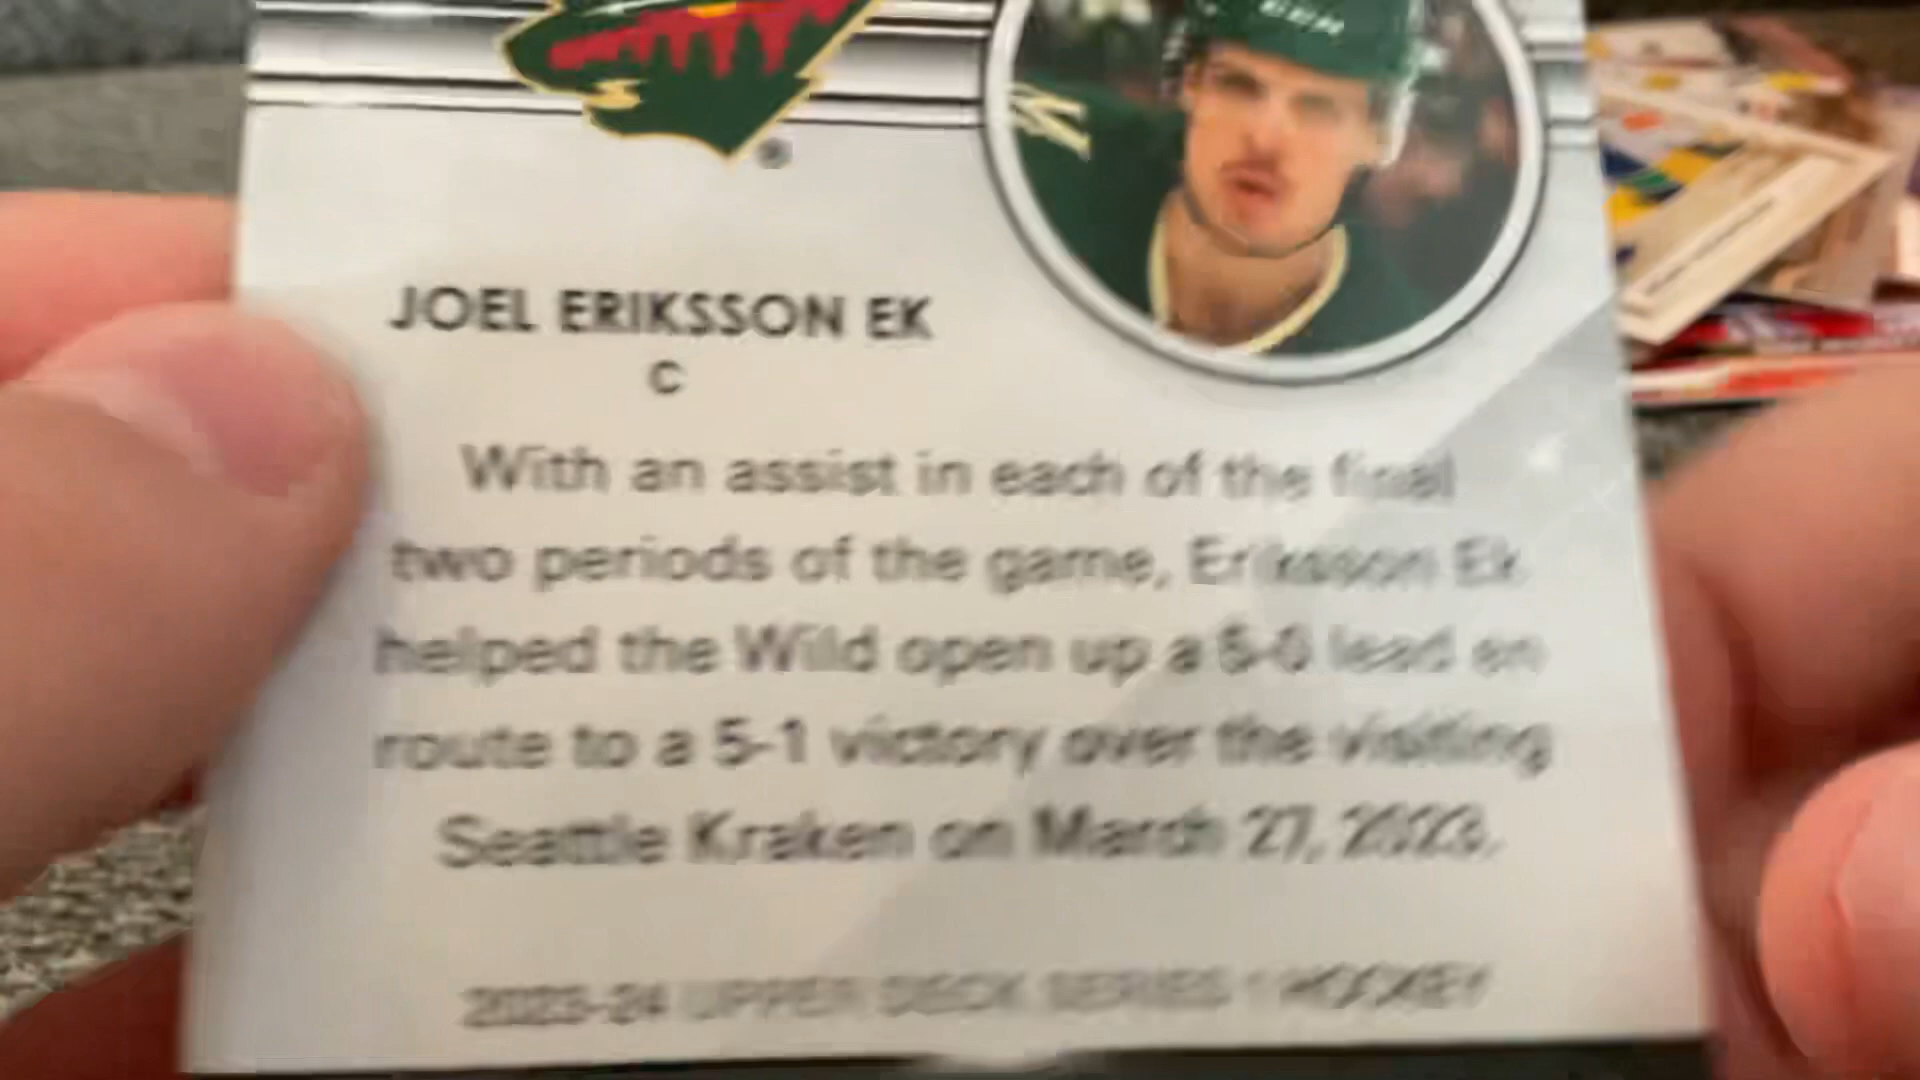 CCM
®
JOEL ERIKSSON EK
C
With an assist in each of the final
two periods of the game, Eriksson Ek
helped the Wild open up a 5-0 lead en
route to a 5-1 victory over the visiting
Seattle Kraken on March 27, 2023.
2023-24 UPPER DECK SERIES 1 HOCKEY